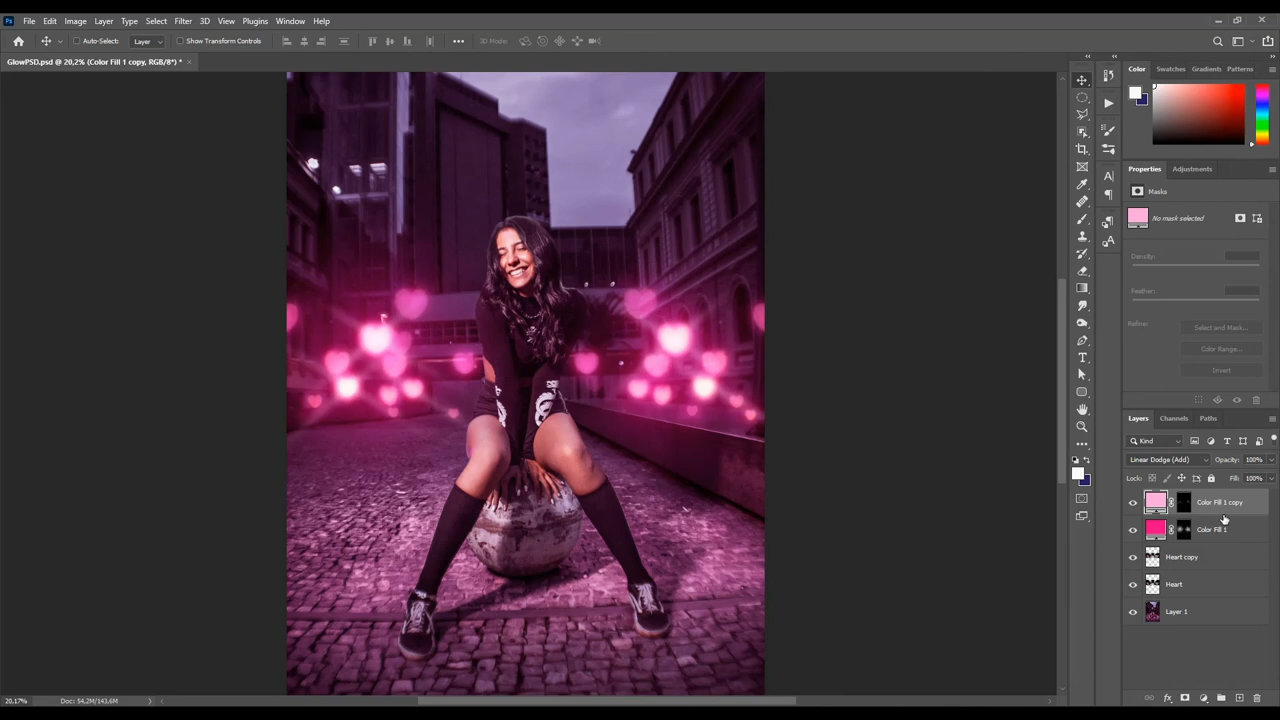 File Edit Image Layer Type Select Filter 3D View Plugins Window Help
Auto-Select: Layer Show Transform Controls 3D Mode:
GlowPSD.psd @ 20,2% (Color Fill 1 copy, RGB/8*) *
Color Swatches Gradients Patterns
Properties Adjustments
Masks
No mask selected
Density:
Feather:
Refine: Select and Mask...
Color Range...
Invert
Layers Channels Paths
Kind
Linear Dodge (Add) Opacity: 100%
Lock: Fill: 100%
Color Fill 1 copy
Color Fill 1
Heart copy
Heart
Layer 1
20,17% Doc: 54,2M/143,6M